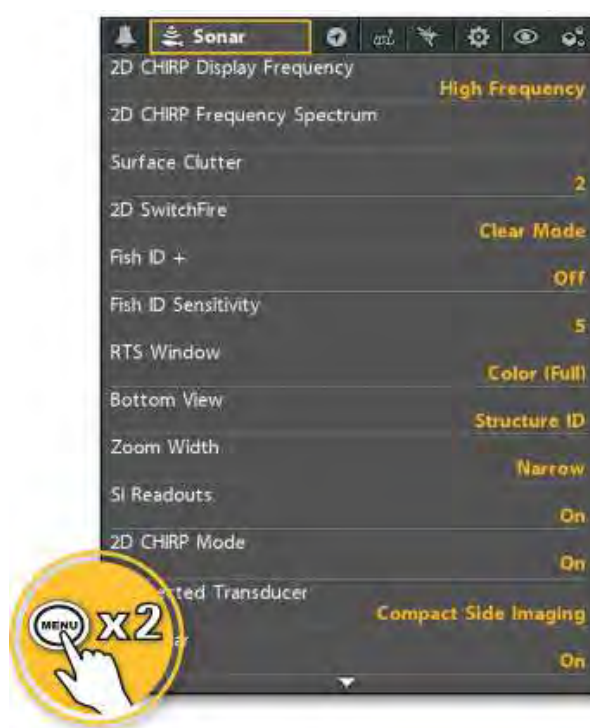 Sonar
2D CHIRP Display Frequency
High Frequency
2D CHIRP Frequency Spectrum
Surface Clutter
2
2D SwitchFire
Clear Mode
Fish ID +
Off
Fish ID Sensitivity
5
RTS Window
Color (Full)
Bottom View
Structure ID
Zoom Width
Narrow
SI Readouts
On
2D CHIRP Mode
On
cted Transducer
Compact Side Imaging
On
MENU x2